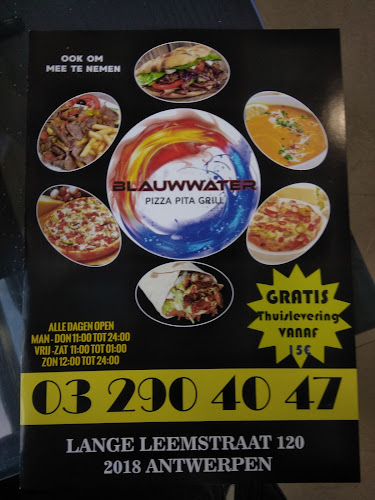 OOK OM
MEE TE NEMEN
BLAUWWATER
PIZZA PITA GRILL
ALLE DAGEN OPEN
MAN - DON 11:00 TOT 24:00
VRIJ -ZAT 11:00 TOT 01:00
ZON 12:00 TOT 24:00
GRATIS
Thuislevering
VANAF
15€
03 290 40 47
LANGE LEEMSTRAAT 120
2018 ANTWERPEN